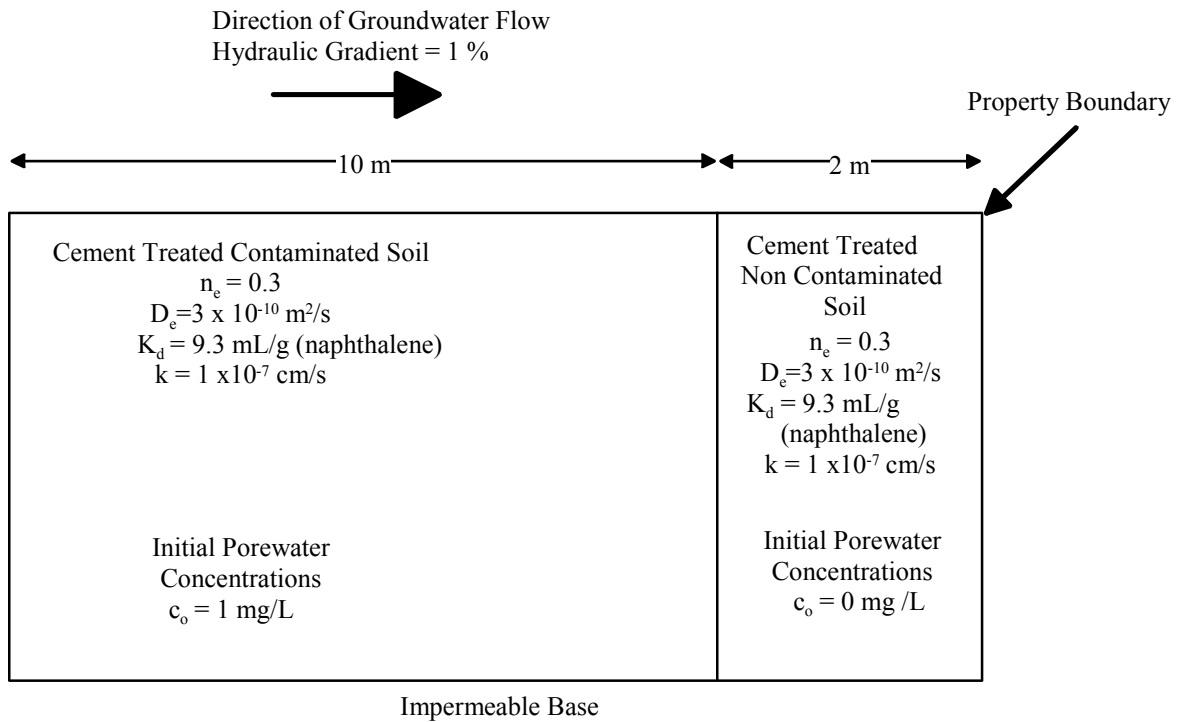 Direction of Groundwater Flow
Hydraulic Gradient = 1 %
Property Boundary
10 m
2 m
Cement Treated Contaminated Soil
nₑ = 0.3
Dₑ=3 x 10⁻¹⁰ m²/s
K_d = 9.3 mL/g (naphthalene)
k = 1 x10⁻⁷ cm/s
Initial Porewater
Concentrations
cₒ = 1 mg/L
Cement Treated
Non Contaminated
Soil
nₑ = 0.3
Dₑ=3 x 10⁻¹⁰ m²/s
K_d = 9.3 mL/g
(naphthalene)
k = 1 x10⁻⁷ cm/s
Initial Porewater
Concentrations
cₒ = 0 mg /L
Impermeable Base